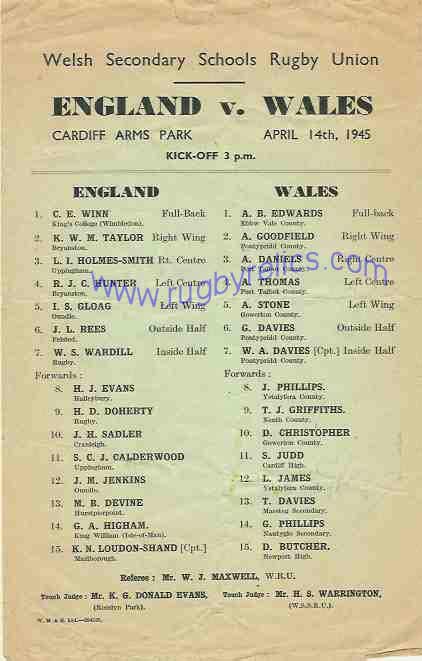 Welsh Secondary Schools Rugby Union
ENGLAND v. WALES
CARDIFF ARMS PARK APRIL 14th, 1945
KICK-OFF 3 p.m.
ENGLAND
1. C. E. WINN Full-Back
King's College (Wimbledon).
2. K. W. M. TAYLOR Right Wing
Bryanston.
3. L. I. HOLMES-SMITH Rt. Centre
Uppingham.
4. R. J. C. HUNTER Left Centre
Bryanston.
5. I. S. GLOAG Left Wing
Oundle.
6. J. L. REES Outside Half
Felsted.
7. W. S. WARDILL Inside Half
Rugby.
Forwards :
8. H. J. EVANS
Haileybury.
9. H. D. DOHERTY
Rugby.
10. J. H. SADLER
Cranleigh.
11. S. C. J. CALDERWOOD
Uppingham.
12. J. M. JENKINS
Oundle.
13. M. B. DEVINE
Hurstpierpoint.
14. G. A. HIGHAM.
King William (Isle-of-Man).
15. K. N. LOUDON-SHAND [Cpt.]
Marlborough.
WALES
1. A. B. EDWARDS Full-back
Ebbw Vale County.
2. A. GOODFIELD Right Wing
Pontypridd County.
3. A. DANIELS Right Centre
Port Talbot County.
4. A. THOMAS Left Centre
Port Talbot County.
5. A. STONE Left Wing
Gowerton County.
6. G. DAVIES Outside Half
Pontypridd County.
7. W. A. DAVIES [Cpt.] Inside Half
Pontypridd County.
Forwards :
8. J. PHILLIPS.
Ystalyfera County.
9. T. J. GRIFFITHS.
Neath County.
10. D. CHRISTOPHER
Gowerton County.
11. S. JUDD
Cardiff High.
12. L. JAMES
Ystalyfera County.
13. T. DAVIES
Maesteg Secondary.
14. G. PHILLIPS
Nantyglo Secondary.
15. D. BUTCHER.
Newport High.
Referee : Mr. W. J. MAXWELL, W.R.U.
Touch Judge : Mr. K. G. DONALD EVANS,
(Rosslyn Park).
Touch Judge : Mr. H. S. WARRINGTON,
(W.S.S.R.U.).
www.rugbyrelics.com